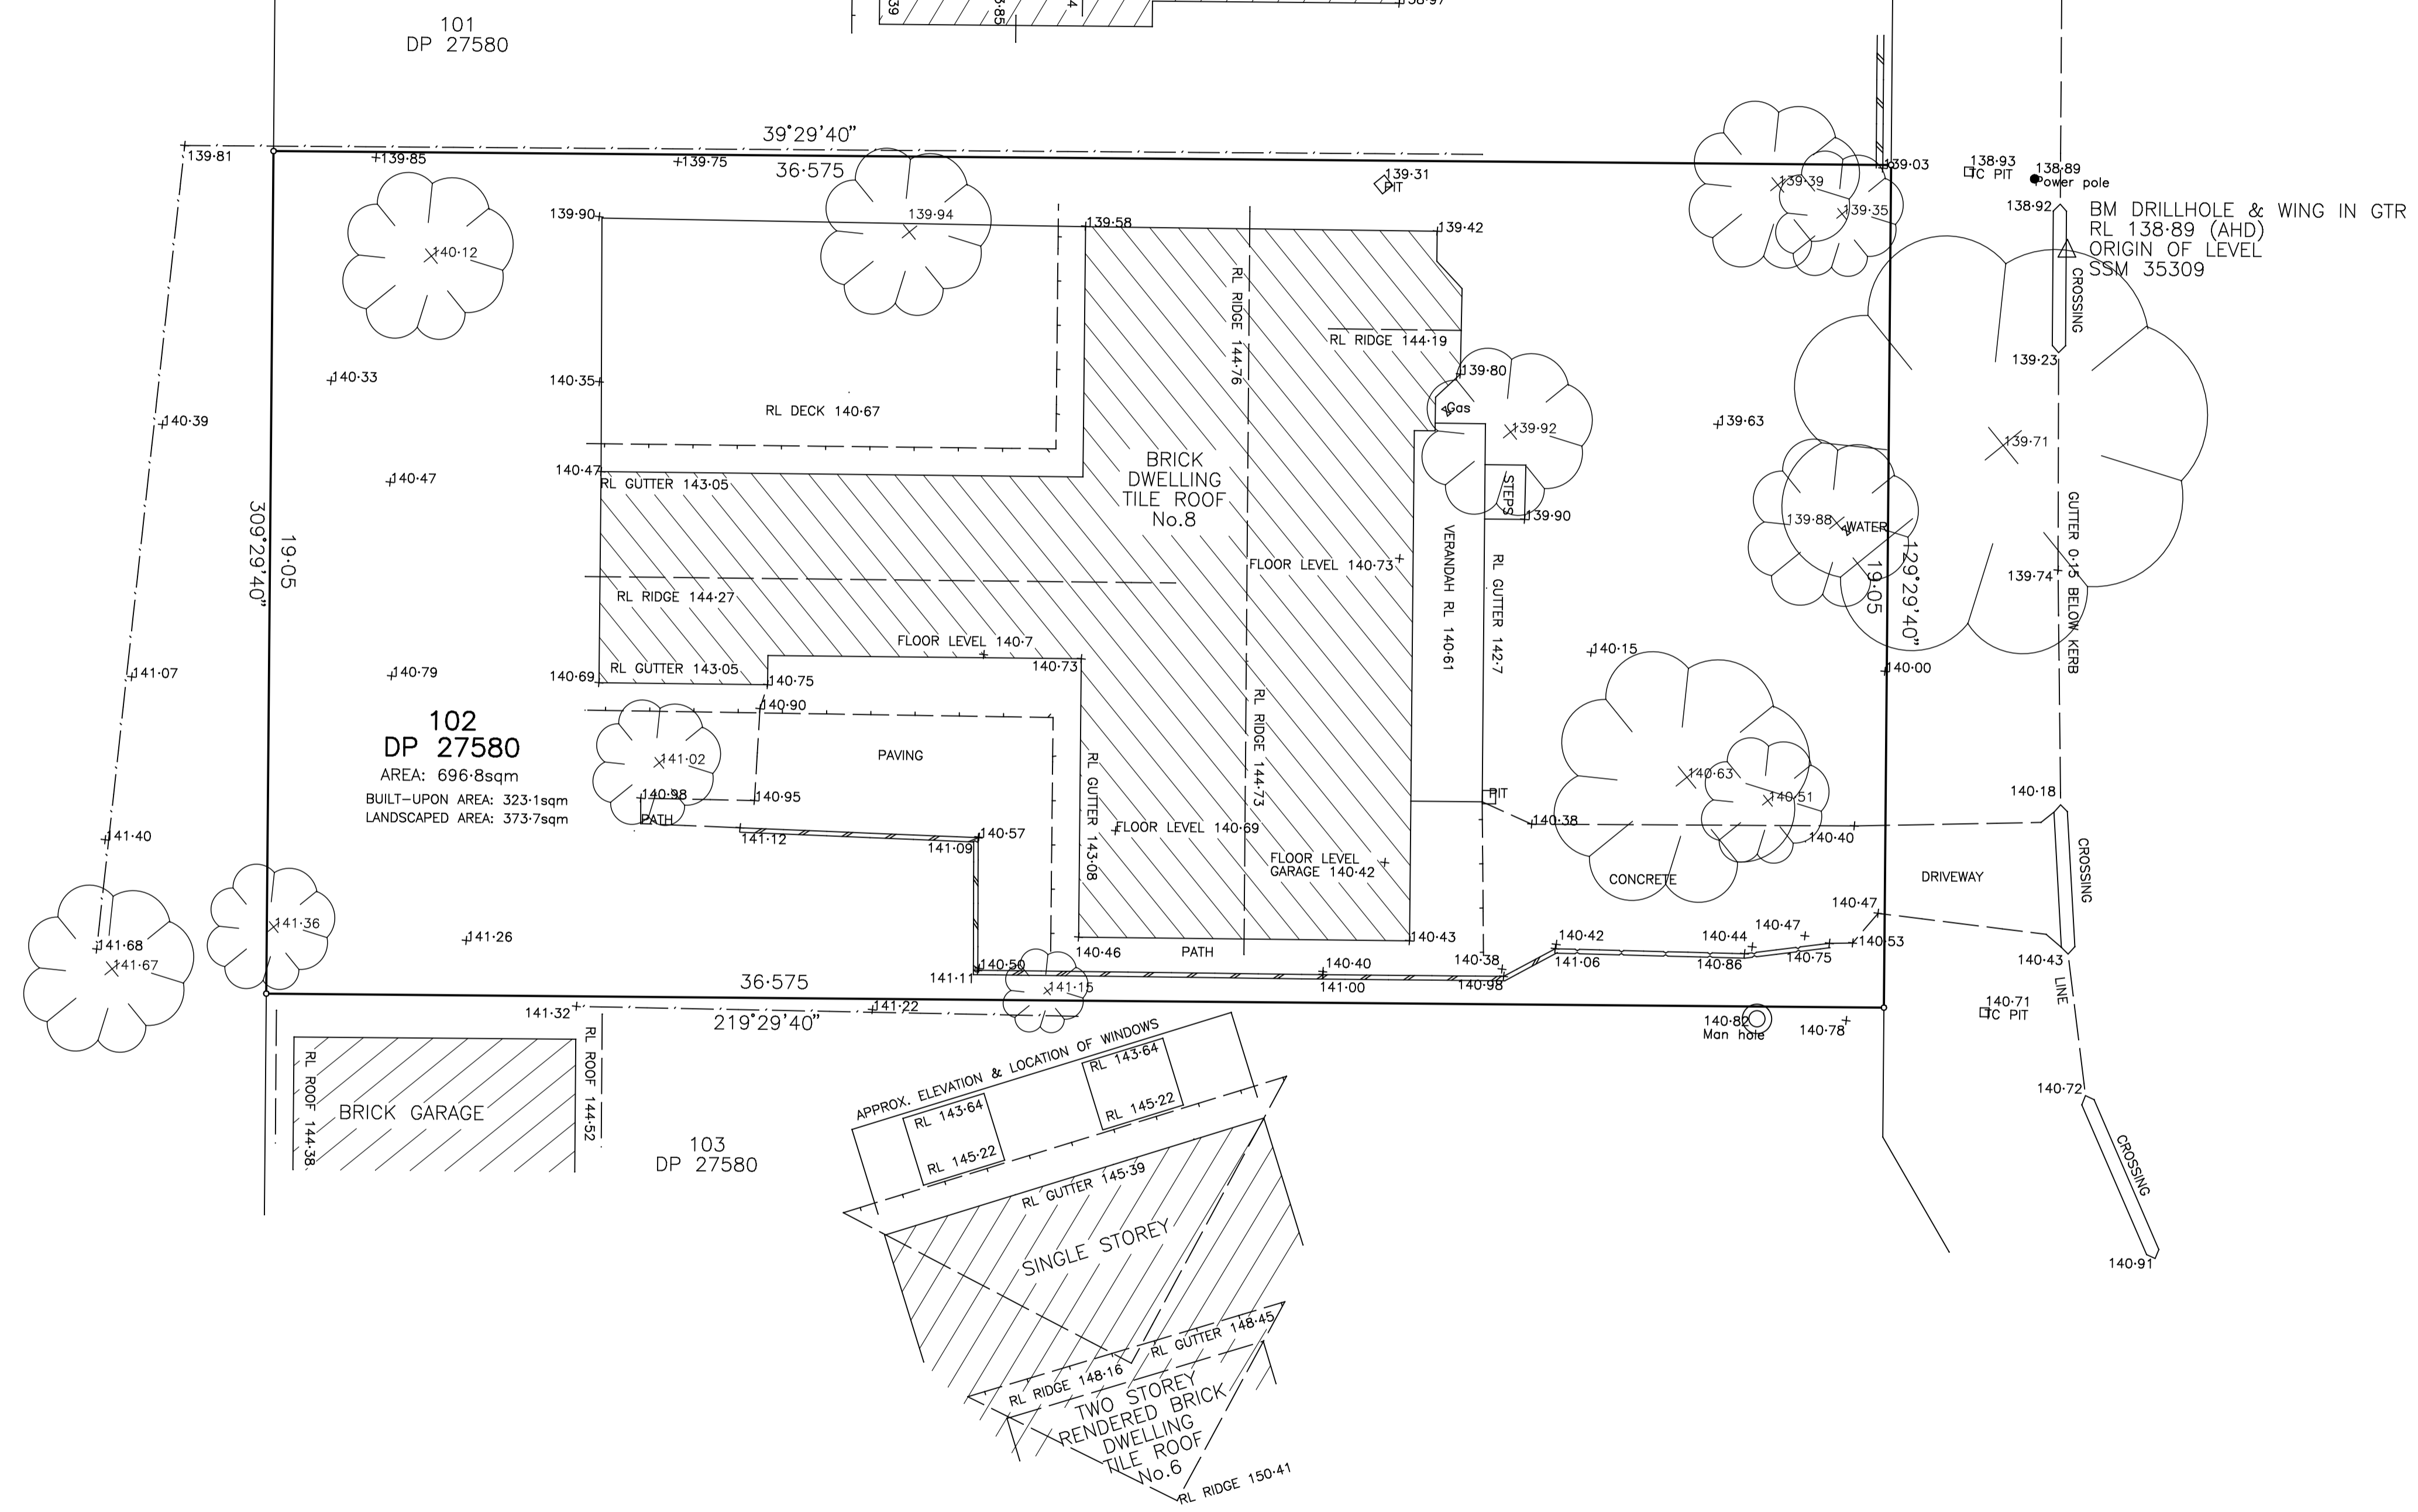 101
DP 27580
39
3·85
4
138·97
39°29'40"
36·575
139·81
139·85
139·75
139·31
PIT
139·39
139·35
139·03
138·93
TC PIT
138·89
Power pole
138·92
BM DRILLHOLE & WING IN GTR
RL 138·89 (AHD)
ORIGIN OF LEVEL
SSM 35309
CROSSING
139·23
139·90
139·94
139·58
139·42
140·12
RL RIDGE 144·76
RL RIDGE 144·19
140·33
140·35
139·80
140·39
RL DECK 140·67
Gas
139·92
139·63
139·71
140·47
140·47
RL GUTTER 143·05
BRICK
DWELLING
TILE ROOF
No.8
STEPS
139·90
139·88
WATER
GUTTER 0·15 BELOW KERB
309°29'40"
19·05
VERANDAH RL 140·61
RL GUTTER 142·7
FLOOR LEVEL 140·73
19·05
129°29'40"
139·74
RL RIDGE 144·27
FLOOR LEVEL 140·7
140·73
140·15
140·00
141·07
140·79
140·69
RL GUTTER 143·05
140·75
140·90
RL RIDGE 144·73
102
DP 27580
AREA: 696·8sqm
BUILT-UPON AREA: 323·1sqm
LANDSCAPED AREA: 373·7sqm
141·02
PAVING
RL GUTTER 143·08
140·98
PATH
140·95
140·63
140·51
PIT
140·18
141·40
141·12
141·09
140·57
FLOOR LEVEL 140·69
FLOOR LEVEL
GARAGE 140·42
140·38
140·40
CONCRETE
DRIVEWAY
CROSSING
141·36
141·26
141·68
141·67
140·46
PATH
140·43
140·42
140·44
140·47
140·47
140·53
141·11
140·50
140·40
140·38
141·06
140·86
140·75
140·43
36·575
141·15
141·00
140·98
LINE
141·32
219°29'40"
141·22
140·82
Man hole
140·78
140·71
TC PIT
RL ROOF 144·38
BRICK GARAGE
RL ROOF 144·52
APPROX. ELEVATION & LOCATION OF WINDOWS
RL 143·64
RL 145·22
RL 143·64
RL 145·22
140·72
CROSSING
140·91
103
DP 27580
RL GUTTER 145·39
SINGLE STOREY
RL GUTTER 148·45
RL RIDGE 148·16
TWO STOREY
RENDERED BRICK
DWELLING
TILE ROOF
No.6
RL RIDGE 150·41